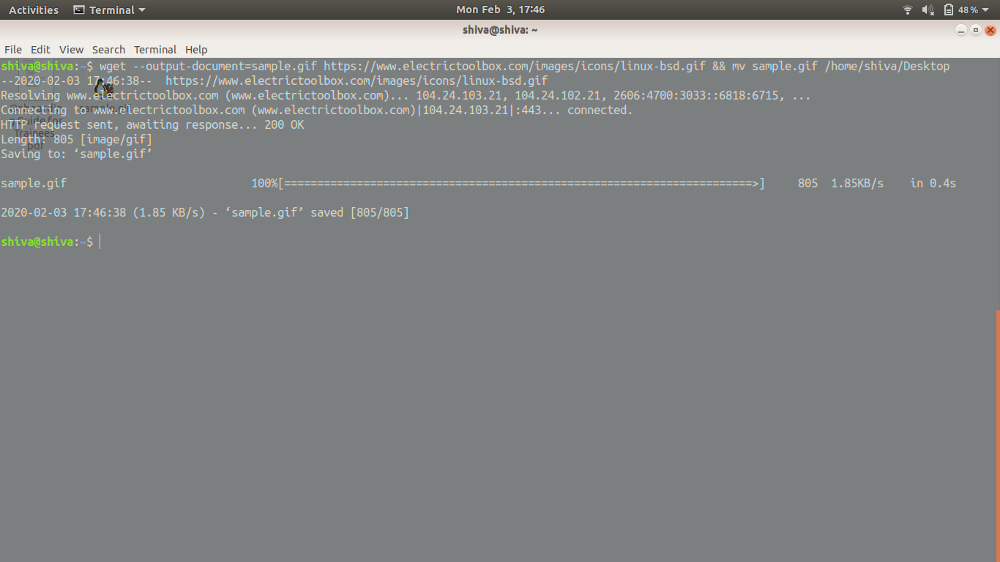 Activities Terminal Mon Feb 3, 17:46 48%
shiva@shiva: ~
File Edit View Search Terminal Help
shiva@shiva:~$ wget --output-document=sample.gif https://www.electrictoolbox.com/images/icons/linux-bsd.gif && mv sample.gif /home/shiva/Desktop
--2020-02-03 17:46:38--  https://www.electrictoolbox.com/images/icons/linux-bsd.gif
Resolving www.electrictoolbox.com (www.electrictoolbox.com)... 104.24.103.21, 104.24.102.21, 2606:4700:3033::6818:6715, ...
Connecting to www.electrictoolbox.com (www.electrictoolbox.com)|104.24.103.21|:443... connected.
HTTP request sent, awaiting response... 200 OK
Length: 805 [image/gif]
Saving to: ‘sample.gif’
sample.gif 100%[=======================================================================>] 805 1.85KB/s in 0.4s
2020-02-03 17:46:38 (1.85 KB/s) - ‘sample.gif’ saved [805/805]
shiva@shiva:~$
sample.gif
Guide for
Trainees
pdf